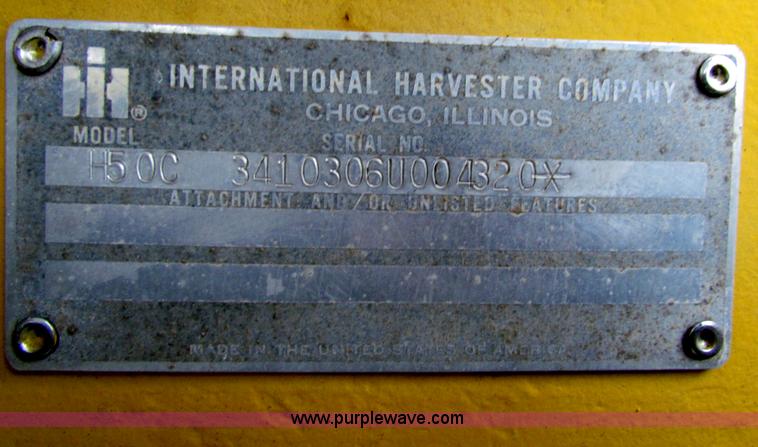 IH®
INTERNATIONAL HARVESTER COMPANY
CHICAGO, ILLINOIS
MODEL SERIAL NO.
H50C 3410306U004320X
ATTACHMENT AND/OR UNLISTED FEATURES
MADE IN THE UNITED STATES OF AMERICA
www.purplewave.com